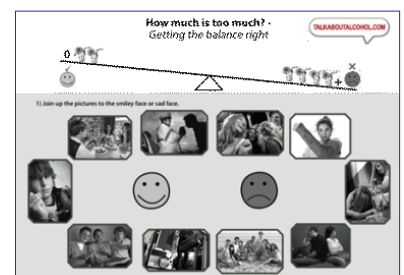 How much is too much? -
Getting the balance right
TALKABOUTALCOHOL.COM
0
+
1) Join up the pictures to the smiley face or sad face.